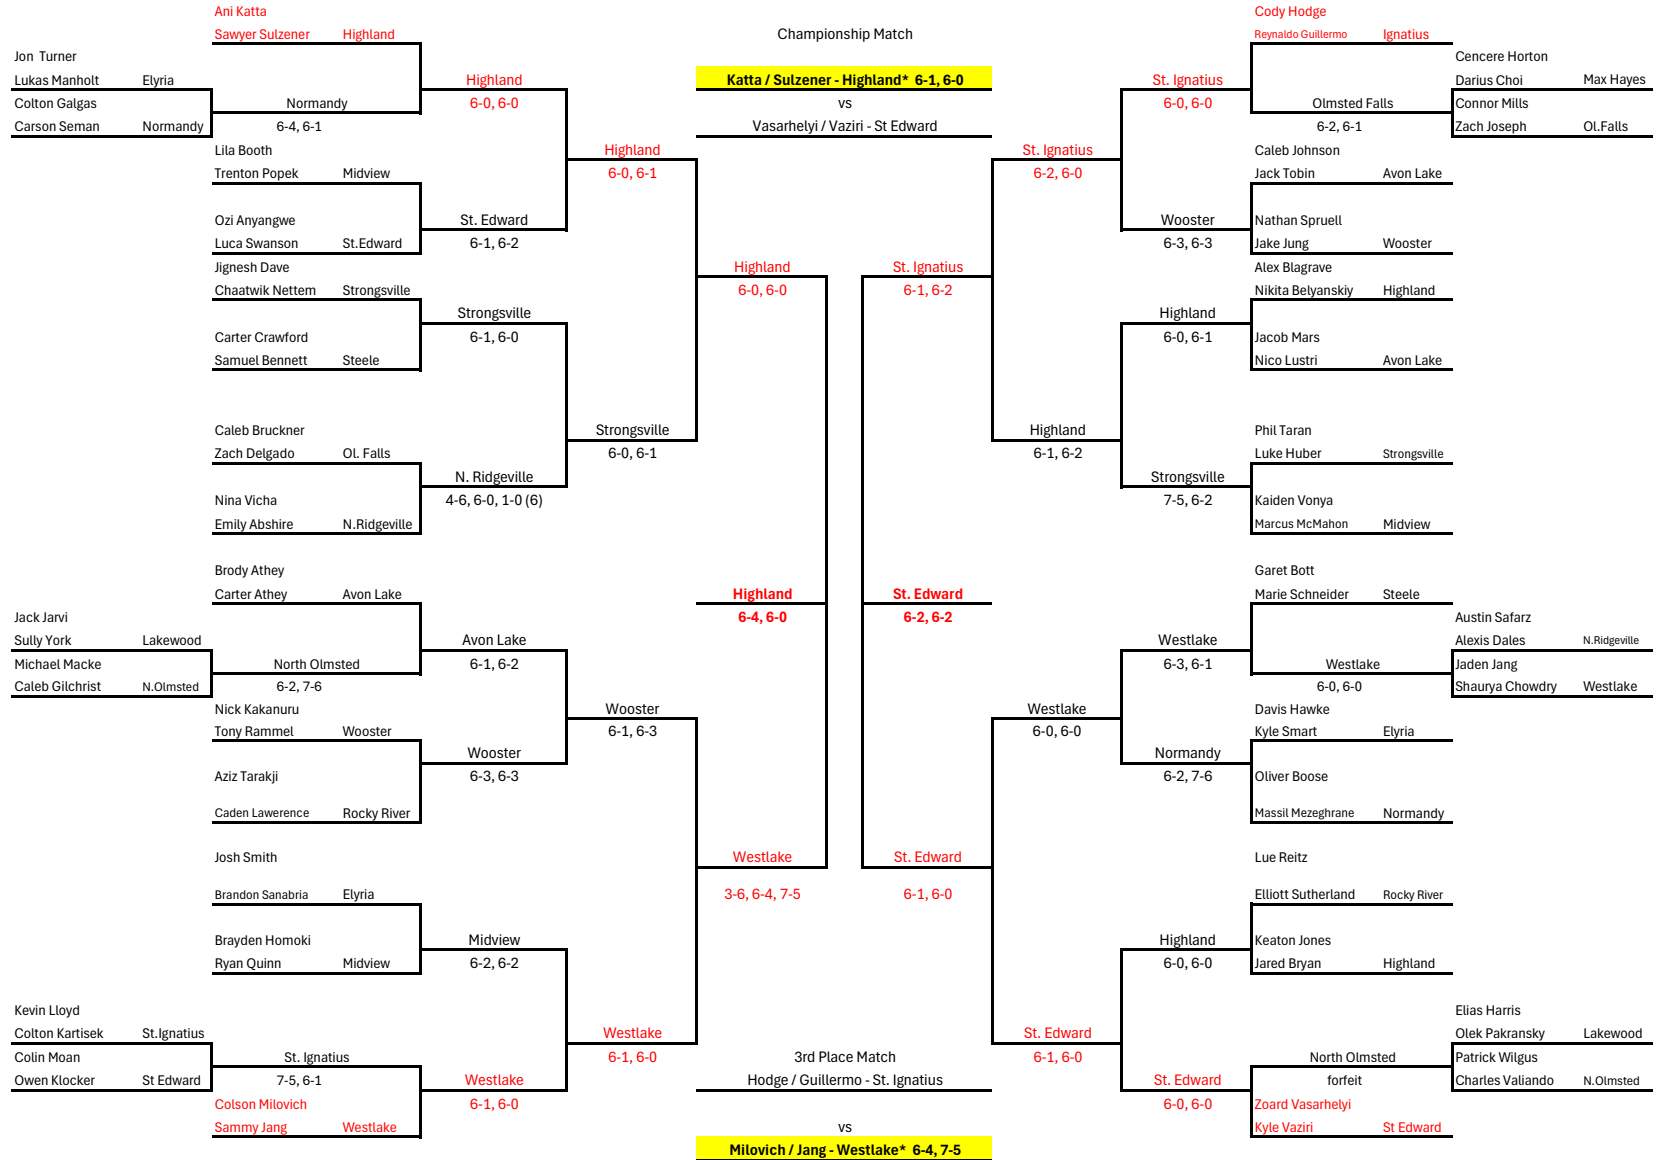 Ani Katta
Sawyer Sulzener Highland
Jon Turner
Lukas Manholt Elyria
Colton Galgas
Carson Seman Normandy
Normandy
6-4, 6-1
Highland
6-0, 6-0
Lila Booth
Trenton Popek Midview
Ozi Anyangwe
Luca Swanson St.Edward
St. Edward
6-1, 6-2
Highland
6-0, 6-1
Jignesh Dave
Chaatwik Nettem Strongsville
Carter Crawford
Samuel Bennett Steele
Strongsville
6-1, 6-0
Caleb Bruckner
Zach Delgado Ol. Falls
Nina Vicha
Emily Abshire N.Ridgeville
N. Ridgeville
4-6, 6-0, 1-0 (6)
Strongsville
6-0, 6-1
Highland
6-0, 6-0
Brody Athey
Carter Athey Avon Lake
Jack Jarvi
Sully York Lakewood
Michael Macke
Caleb Gilchrist N.Olmsted
North Olmsted
6-2, 7-6
Avon Lake
6-1, 6-2
Nick Kakanuru
Tony Rammel Wooster
Aziz Tarakji
Caden Lawerence Rocky River
Wooster
6-3, 6-3
Wooster
6-1, 6-3
Josh Smith
Brandon Sanabria Elyria
Brayden Homoki
Ryan Quinn Midview
Midview
6-2, 6-2
Kevin Lloyd
Colton Kartisek St.Ignatius
Colin Moan
Owen Klocker St Edward
St. Ignatius
7-5, 6-1
Colson Milovich
Sammy Jang Westlake
Westlake
6-1, 6-0
Westlake
6-1, 6-0
Westlake
3-6, 6-4, 7-5
Highland
6-4, 6-0
Championship Match
Katta / Sulzener - Highland* 6-1, 6-0
vs
Vasarhelyi / Vaziri - St Edward
3rd Place Match
Hodge / Guillermo - St. Ignatius
vs
Milovich / Jang - Westlake* 6-4, 7-5
St. Edward
6-2, 6-2
St. Ignatius
6-1, 6-2
St. Edward
6-1, 6-0
St. Ignatius
6-2, 6-0
Highland
6-1, 6-2
Westlake
6-0, 6-0
St. Edward
6-1, 6-0
St. Ignatius
6-0, 6-0
Wooster
6-3, 6-3
Highland
6-0, 6-1
Strongsville
7-5, 6-2
Westlake
6-3, 6-1
Normandy
6-2, 7-6
Highland
6-0, 6-0
St. Edward
6-0, 6-0
Cody Hodge
Reynaldo Guillermo Ignatius
Cencere Horton
Darius Choi Max Hayes
Connor Mills
Zach Joseph Ol.Falls
Olmsted Falls
6-2, 6-1
Caleb Johnson
Jack Tobin Avon Lake
Nathan Spruell
Jake Jung Wooster
Alex Blagrave
Nikita Belyanskiy Highland
Jacob Mars
Nico Lustri Avon Lake
Phil Taran
Luke Huber Strongsville
Kaiden Vonya
Marcus McMahon Midview
Garet Bott
Marie Schneider Steele
Austin Safarz
Alexis Dales N.Ridgeville
Jaden Jang
Shaurya Chowdry Westlake
Westlake
6-0, 6-0
Davis Hawke
Kyle Smart Elyria
Oliver Boose
Massil Mezeghrane Normandy
Lue Reitz
Elliott Sutherland Rocky River
Keaton Jones
Jared Bryan Highland
Elias Harris
Olek Pakransky Lakewood
Patrick Wilgus
Charles Valiando N.Olmsted
North Olmsted
forfeit
Zoard Vasarhelyi
Kyle Vaziri St Edward